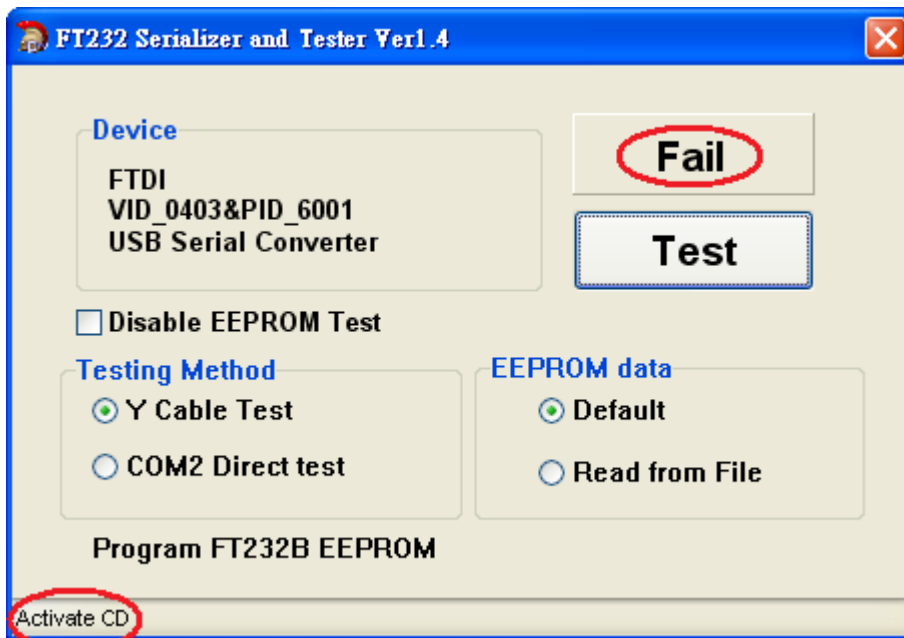 FT232 Serializer and Tester Ver1.4
Device
FTDI
VID_0403&PID_6001
USB Serial Converter
Fail
Test
Disable EEPROM Test
Testing Method
Y Cable Test
COM2 Direct test
EEPROM data
Default
Read from File
Program FT232B EEPROM
Activate CD